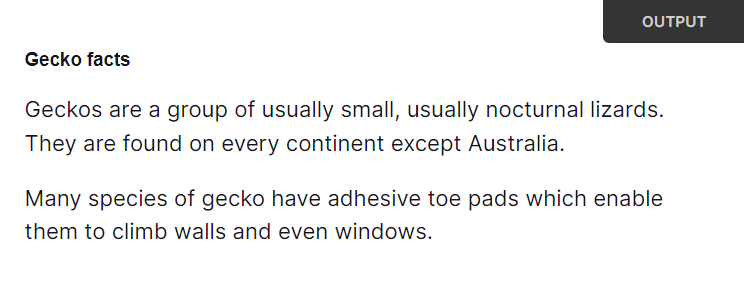 OUTPUT
Gecko facts
Geckos are a group of usually small, usually nocturnal lizards.
They are found on every continent except Australia.
Many species of gecko have adhesive toe pads which enable
them to climb walls and even windows.